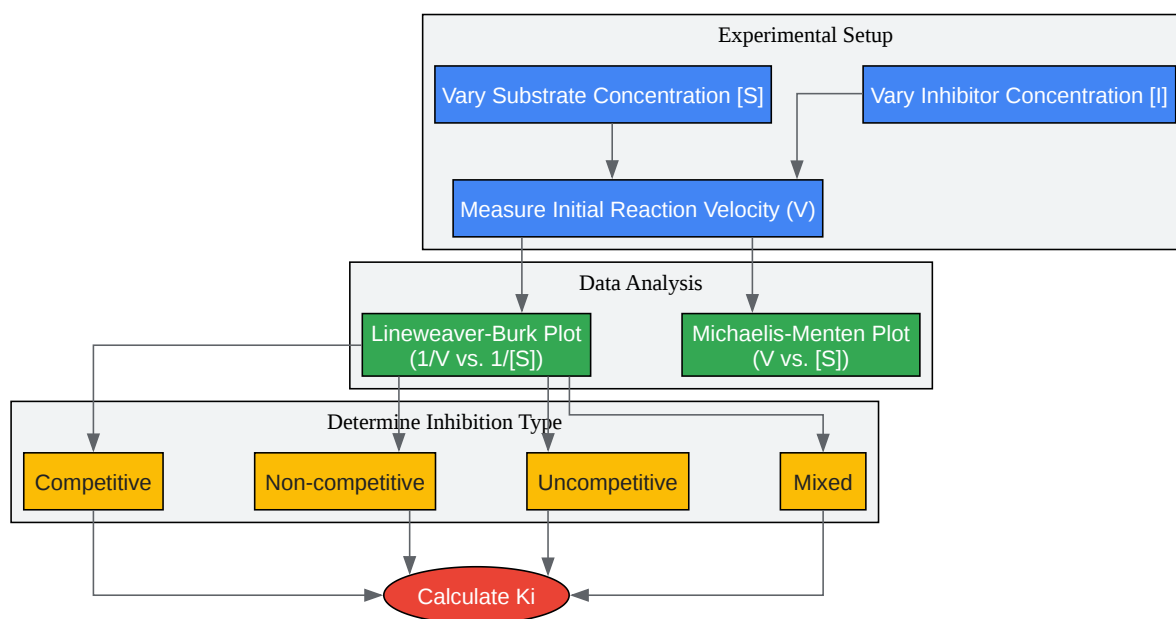 Experimental Setup
Vary Substrate Concentration [S]
Vary Inhibitor Concentration [I]
Measure Initial Reaction Velocity (V)
Data Analysis
Lineweaver-Burk Plot
(1/V vs. 1/[S])
Michaelis-Menten Plot
(V vs. [S])
Determine Inhibition Type
Competitive
Non-competitive
Uncompetitive
Mixed
Calculate Ki